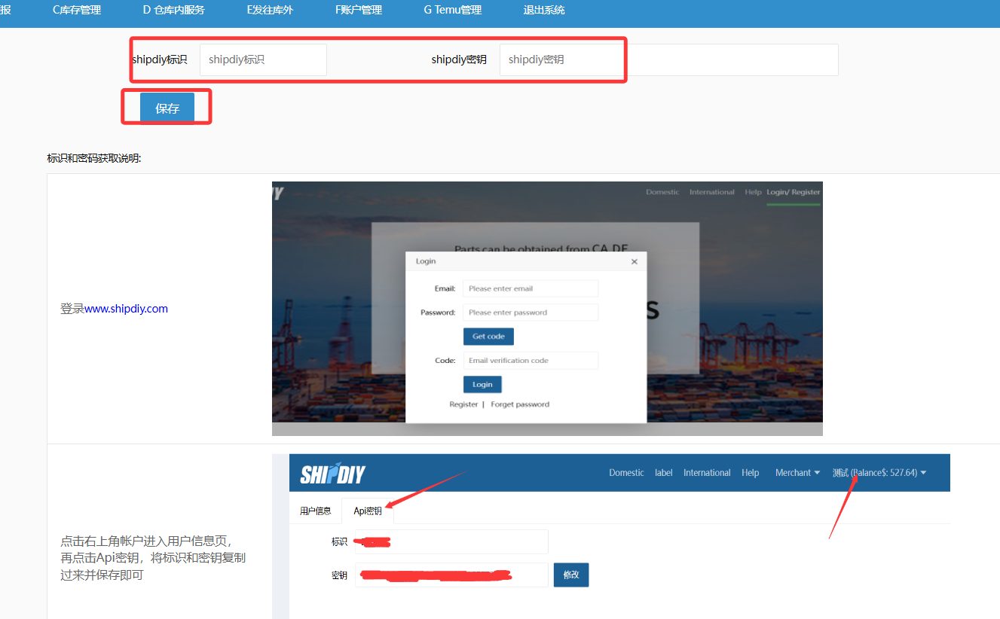 报 C库存管理 D 仓库内服务 E发往库外 F账户管理 G Temu管理 退出系统
shipdiy标识 shipdiy标识 shipdiy密钥 shipdiy密钥
保存
标识和密码获取说明:
IY Domestic International Help Login/ Register
Parts can be obtained from CA,DE
Login ×
Email: Please enter email
Password: Please enter password
S
登录www.shipdiy.com
Get code
Code: Email verification code
Login
Register | Forget password
SHIPDIY Domestic label International Help Merchant 测试 (Balance$: 527.64)
用户信息 Api密钥
标识
点击右上角帐户进入用户信息页，
再点击Api密钥，将标识和密钥复制
过来并保存即可
密钥 修改